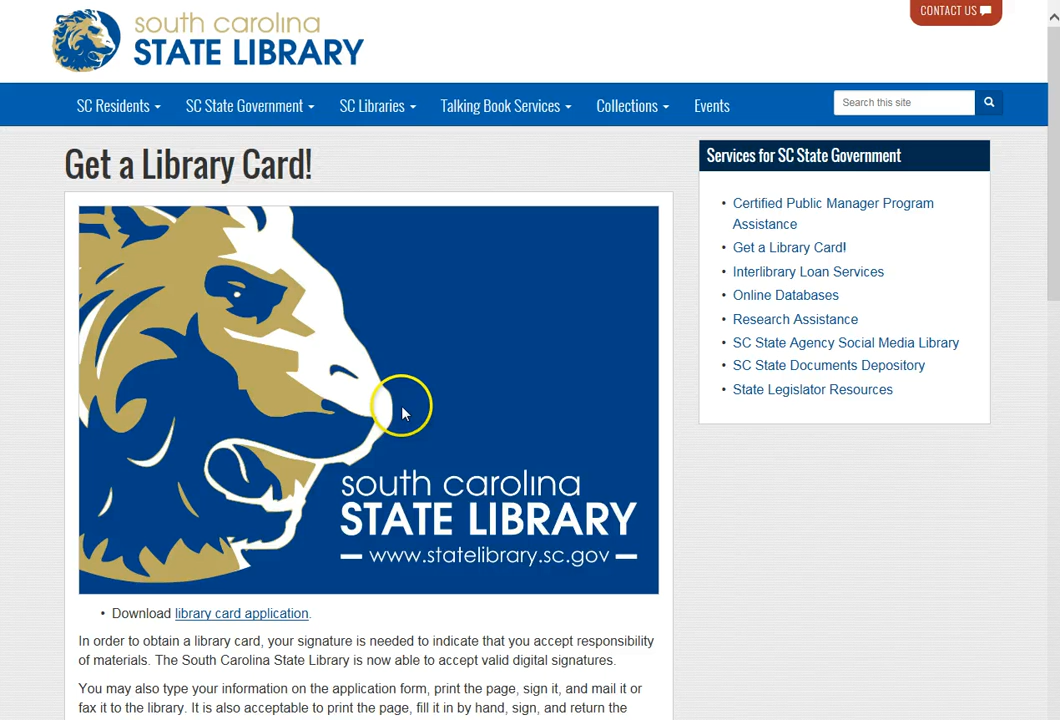 south carolina
STATE LIBRARY
CONTACT US
SC Residents
SC State Government
SC Libraries
Talking Book Services
Collections
Events
Search this site
Get a Library Card!
south carolina
STATE LIBRARY
www.statelibrary.sc.gov
• Download library card application.
In order to obtain a library card, your signature is needed to indicate that you accept responsibility
of materials. The South Carolina State Library is now able to accept valid digital signatures.
You may also type your information on the application form, print the page, sign it, and mail it or
fax it to the library. It is also acceptable to print the page, fill it in by hand, sign, and return the
Services for SC State Government
• Certified Public Manager Program
Assistance
• Get a Library Card!
• Interlibrary Loan Services
• Online Databases
• Research Assistance
• SC State Agency Social Media Library
• SC State Documents Depository
• State Legislator Resources